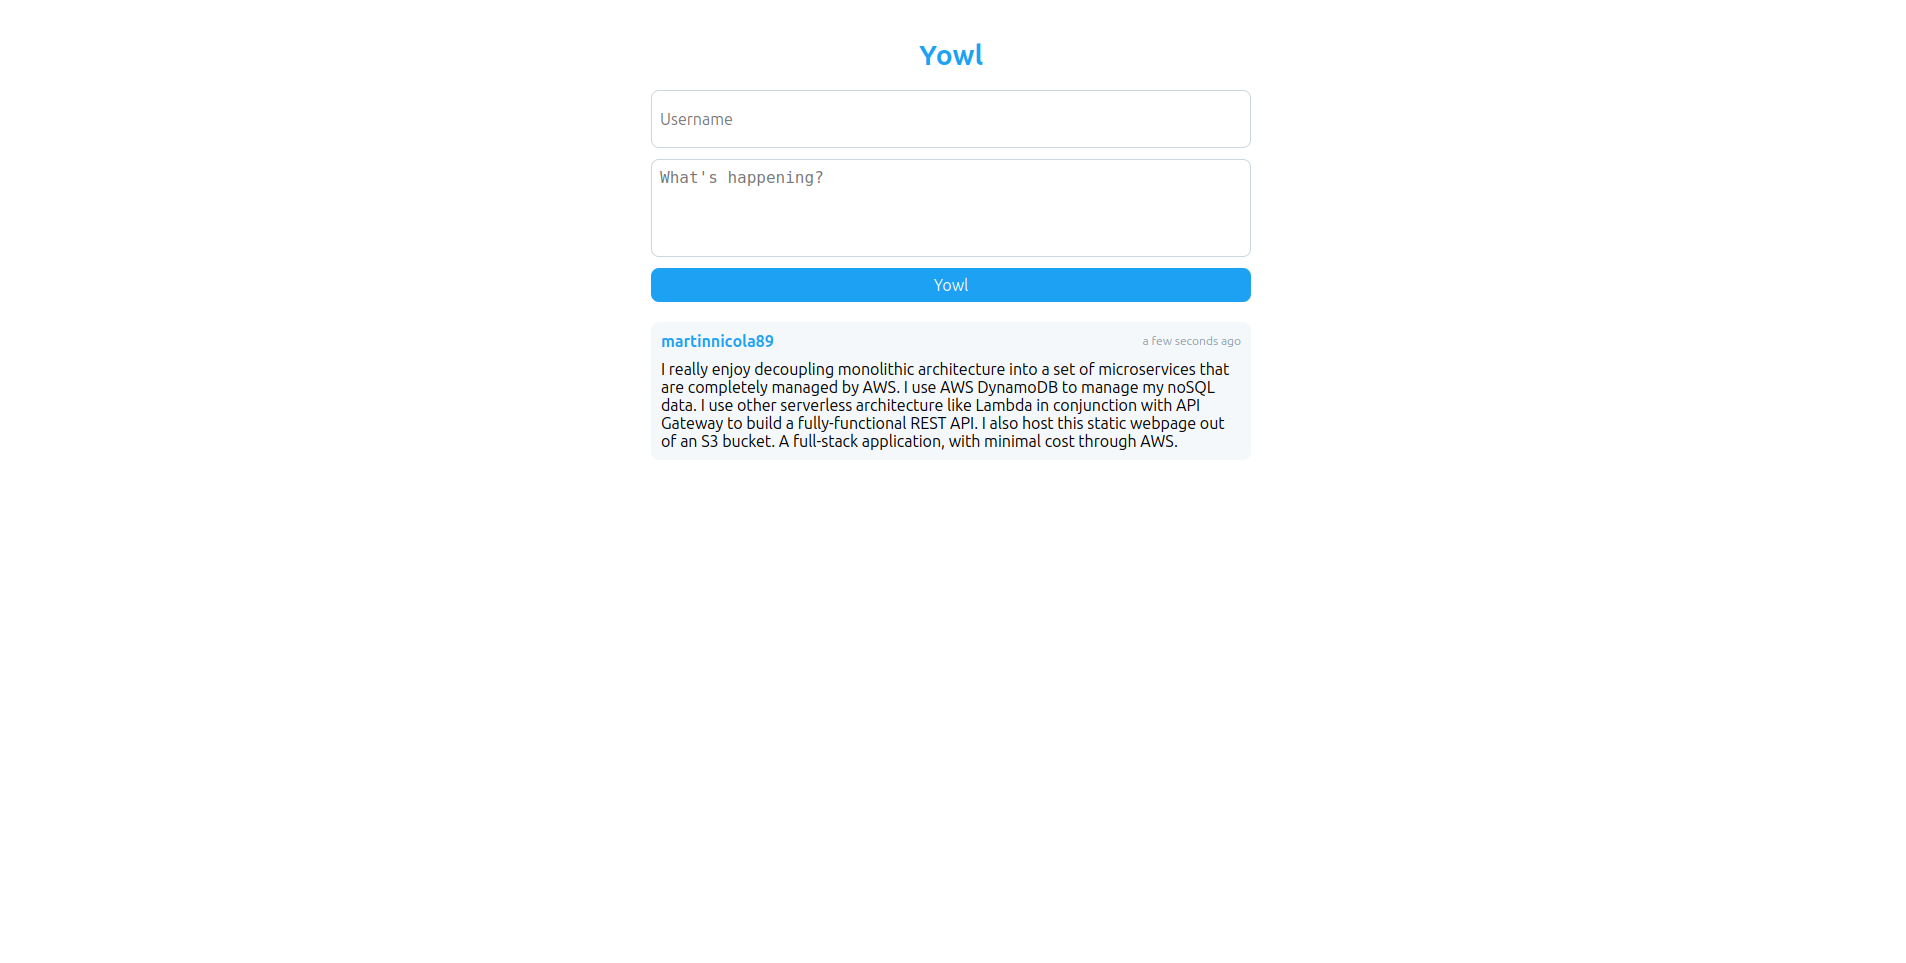 Yowl
Username
What's happening?
Yowl
martinnicola89
a few seconds ago
I really enjoy decoupling monolithic architecture into a set of microservices that
are completely managed by AWS. I use AWS DynamoDB to manage my noSQL
data. I use other serverless architecture like Lambda in conjunction with API
Gateway to build a fully-functional REST API. I also host this static webpage out
of an S3 bucket. A full-stack application, with minimal cost through AWS.